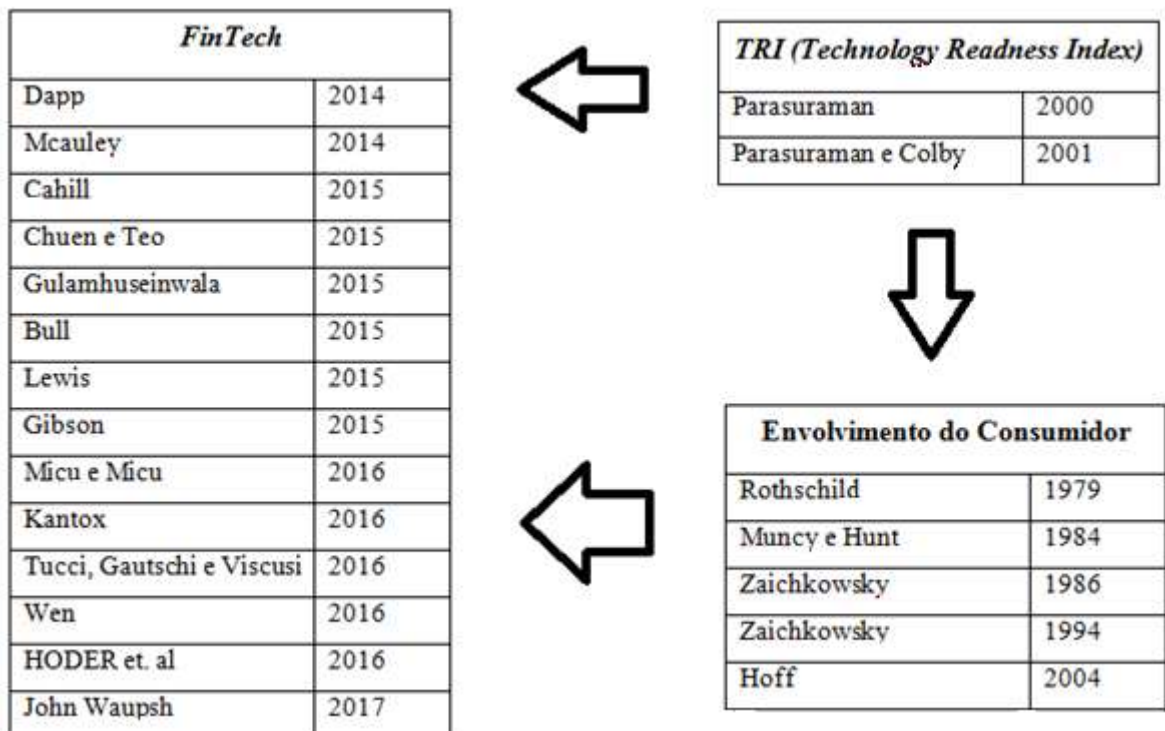 FinTech
Dapp 2014
Mcauley 2014
Cahill 2015
Chuen e Teo 2015
Gulamhuseinwala 2015
Bull 2015
Lewis 2015
Gibson 2015
Micu e Micu 2016
Kantox 2016
Tucci, Gautschi e Viscusi 2016
Wen 2016
HODER et. al 2016
John Waupsh 2017
TRI (Technology Readness Index)
Parasuraman 2000
Parasuraman e Colby 2001
Envolvimento do Consumidor
Rothschild 1979
Muncy e Hunt 1984
Zaichkowsky 1986
Zaichkowsky 1994
Hoff 2004